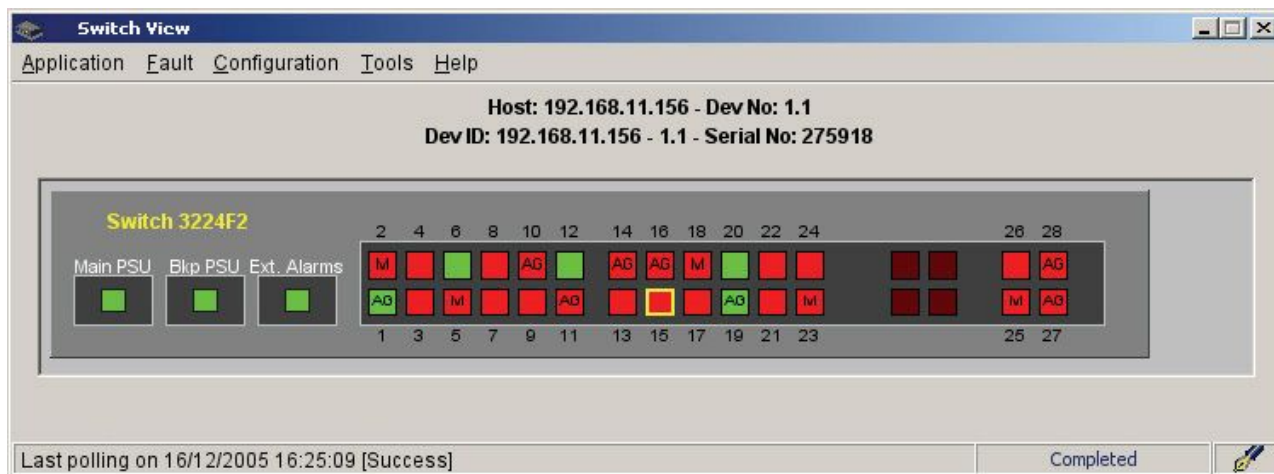 Switch View
Application Fault Configuration Tools Help
Host: 192.168.11.156 - Dev No: 1.1
Dev ID: 192.168.11.156 - 1.1 - Serial No: 275918
Switch 3224F2
Main PSU Bkp PSU Ext. Alarms
2 4 6 8 10 12 14 16 18 20 22 24 26 28
M AG AG AG M AG
AG M AG AG M M AG
1 3 5 7 9 11 13 15 17 19 21 23 25 27
Last polling on 16/12/2005 16:25:09 [Success] Completed